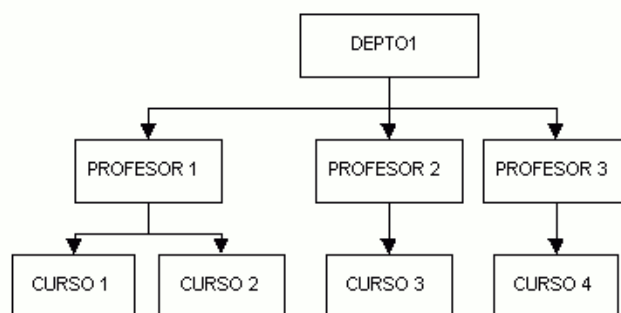 DEPTO1
PROFESOR 1
PROFESOR 2
PROFESOR 3
CURSO 1
CURSO 2
CURSO 3
CURSO 4